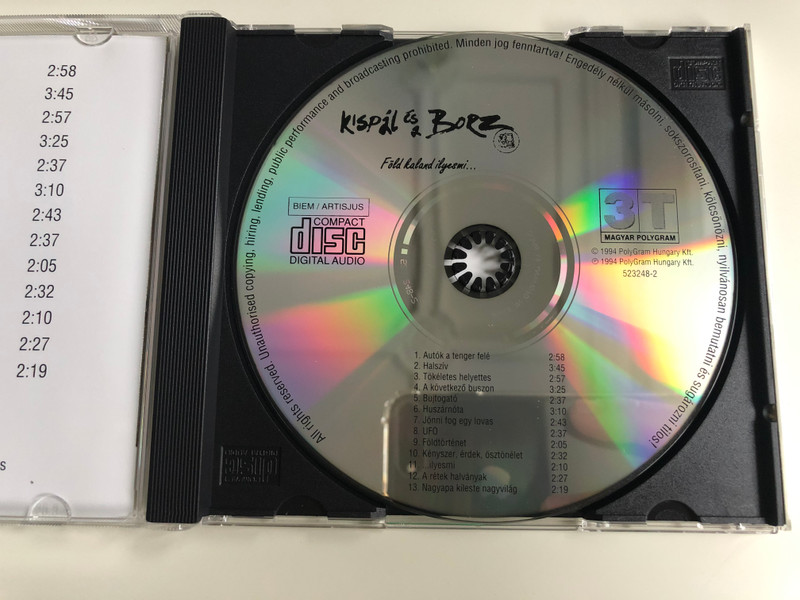 2:58
3:45
2:57
3:25
2:37
3:10
2:43
2:37
2:05
2:32
2:10
2:27
2:19
s
All rights reserved. Unauthorised copying, hiring, lending, public performance and broadcasting prohibited. Minden jog fenntartva! Engedély nélkül másolni, sokszorosítani, kölcsönözni, nyilvánosan bemutatni és sugározni tilos!
KISPÁL ÉS a BORZ
Föld kaland ilyesmi...
BIEM / ARTISJUS
COMPACT
disc
DIGITAL AUDIO
3T
MAGYAR POLYGRAM
© 1994 PolyGram Hungary Kft.
℗ 1994 PolyGram Hungary Kft.
523248-2
1. Autók a tenger felé 2:58
2. Halszív 3:45
3. Tökéletes helyettes 2:57
4. A következő buszon 3:25
5. Bújtogató 2:37
6. Huszárnóta 3:10
7. Jönni fog egy lovas 2:43
8. UFO 2:37
9. Földtörténet 2:05
10. Kényszer, érdek, ösztönélet 2:32
11. ...ilyesmi 2:10
12. A rétek halványak 2:27
13. Nagyapa kileste nagyvilág 2:19
COMPACT
disc